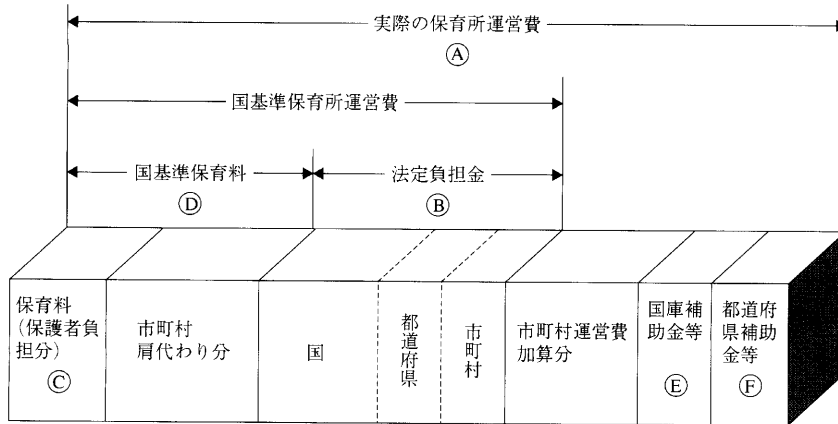 実際の保育所運営費
Ⓐ
国基準保育所運営費
国基準保育料
Ⓓ
法定負担金
Ⓑ
保育料
(保護者負
担分)
Ⓒ
市町村
肩代わり分
国
都道府県
市町村
市町村運営費
加算分
国庫補
助金等
Ⓔ
都道府
県補助
金等
Ⓕ